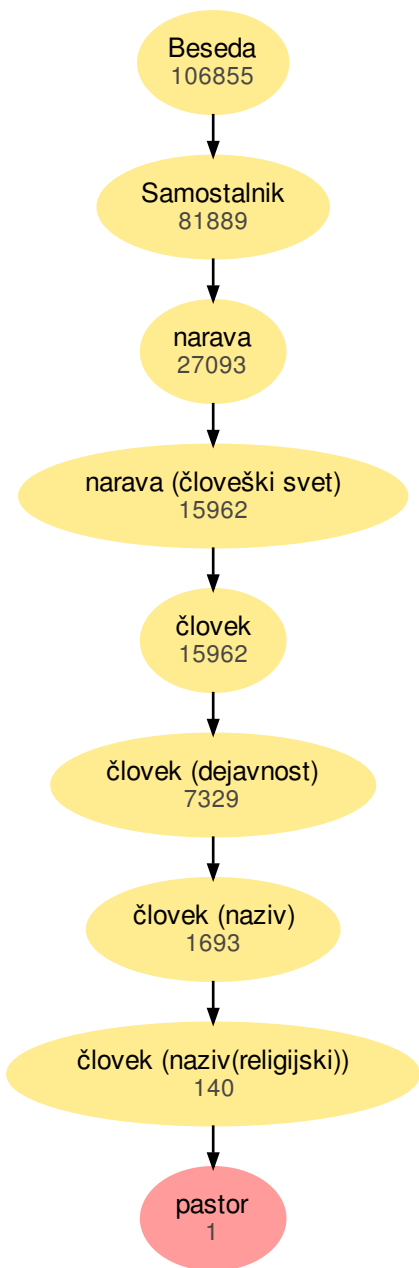 Beseda
106855
Samostalnik
81889
narava
27093
narava (človeški svet)
15962
človek
15962
človek (dejavnost)
7329
človek (naziv)
1693
človek (naziv(religijski))
140
pastor
1